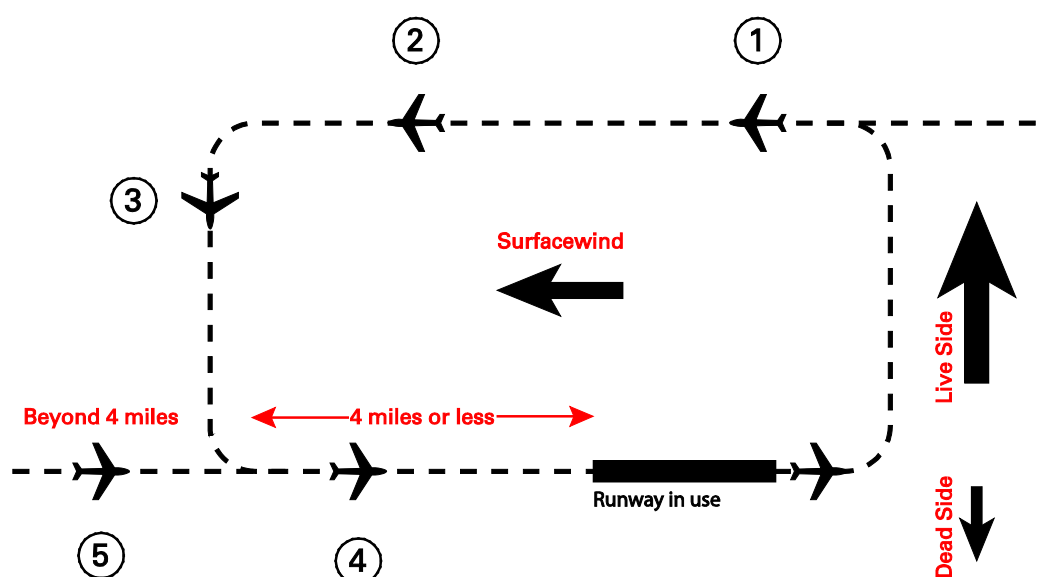 2
1
3
Surfacewind
Live Side
Beyond 4 miles
4 miles or less
Runway in use
Dead Side
5
4